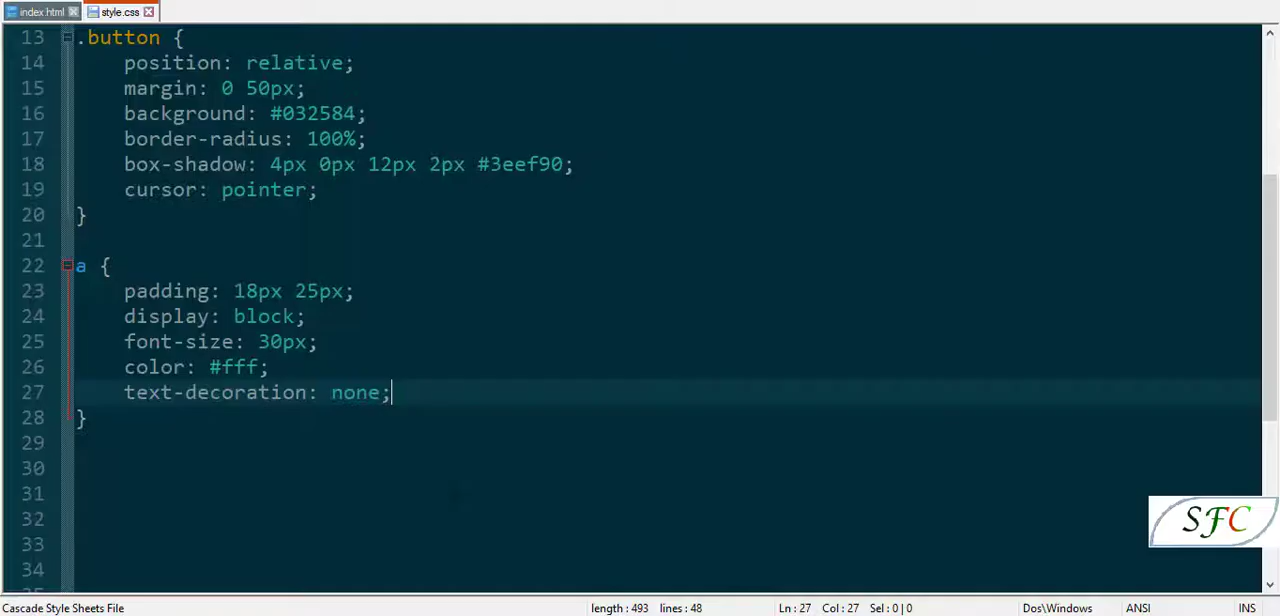 index.html style.css
13 .button {
14 position: relative;
15 margin: 0 50px;
16 background: #032584;
17 border-radius: 100%;
18 box-shadow: 4px 0px 12px 2px #3eef90;
19 cursor: pointer;
20 }
21
22 a {
23 padding: 18px 25px;
24 display: block;
25 font-size: 30px;
26 color: #fff;
27 text-decoration: none;
28 }
29
30
31
32
33
34
SFC
Cascade Style Sheets File length : 493 lines : 48 Ln : 27 Col : 27 Sel : 0 | 0 Dos\Windows ANSI INS